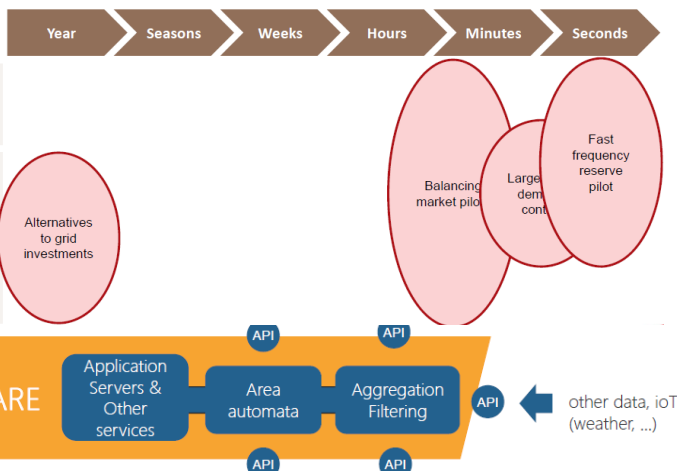 Year Seasons Weeks Hours Minutes Seconds
Fast
frequency
reserve
pilot
Balancing
market pilo
Large
dem
cont
Alternatives
to grid
investments
API API
Application
Servers &
Other
services
Area
automata
Aggregation
Filtering
ARE
API
other data, ioT
(weather, ...)
API API